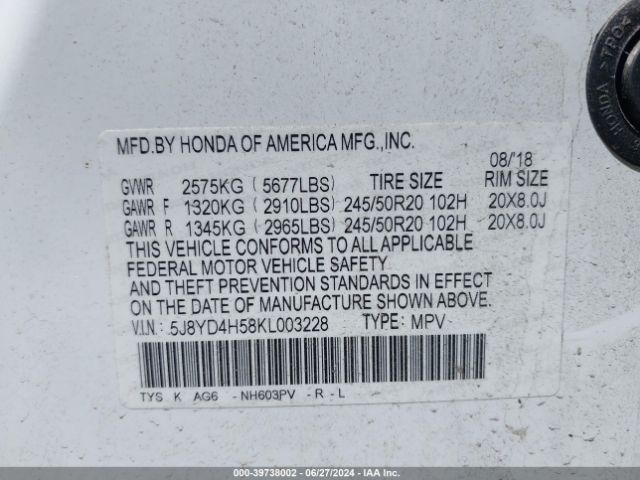 HONDA >TPO<
MFD.BY HONDA OF AMERICA MFG.,INC.
08/'18
GVWR 2575KG ( 5677LBS) TIRE SIZE RIM SIZE
GAWR F 1320KG ( 2910LBS) 245/50R20 102H 20X8.0J
GAWR R 1345KG ( 2965LBS) 245/50R20 102H 20X8.0J
THIS VEHICLE CONFORMS TO ALL APPLICABLE
FEDERAL MOTOR VEHICLE SAFETY
AND THEFT PREVENTION STANDARDS IN EFFECT
ON THE DATE OF MANUFACTURE SHOWN ABOVE.
V.I.N.: 5J8YD4H58KL003228 TYPE: MPV
TYS K AG6 -NH603PV -R-L
000-39738002 - 06/27/2024 - IAA Inc.